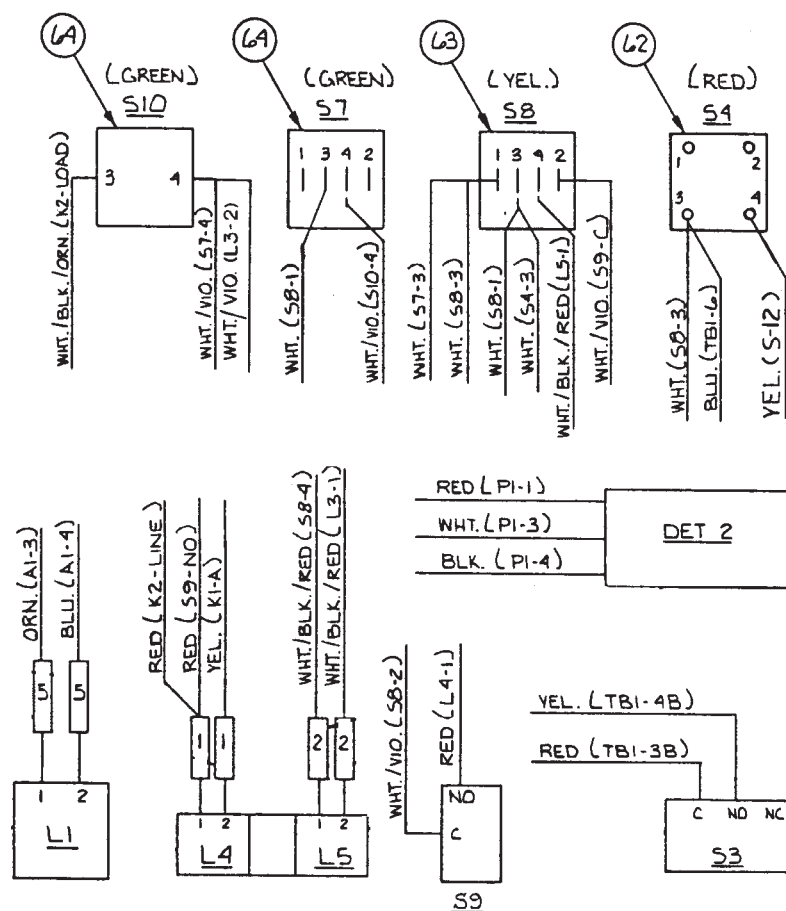 64
(GREEN)
S10
3
4
WHT./BLK./ORN. (K2-LOAD)
WHT./VIO. (S7-4)
WHT./VIO. (L3-2)
64
(GREEN)
S7
1 3 4 2
WHT. (S8-1)
WHT./VIO. (S10-4)
63
(YEL.)
S8
1 3 4 2
WHT. (S7-3)
WHT. (S8-3)
WHT. (S8-1)
WHT. (S4-3)
WHT./BLK./RED (L5-1)
WHT./VIO. (S9-C)
62
(RED)
S4
1 2
3 4
WHT. (S8-3)
BLU. (TB1-6)
YEL. (S-12)
ORN. (A1-3)
BLU. (A1-4)
5 5
1 2
L1
RED (K2-LINE)
RED (S9-NO)
YEL. (K1-A)
1 1
1 2
L4
WHT./BLK./RED (S8-4)
WHT./BLK./RED (L3-1)
2 2
1 2
L5
RED (P1-1)
WHT. (P1-3)
BLK. (P1-4)
DET 2
WHT./VIO. (S8-2)
RED (L4-1)
NO
C
S9
YEL. (TB1-4B)
RED (TB1-3B)
C NO NC
S3